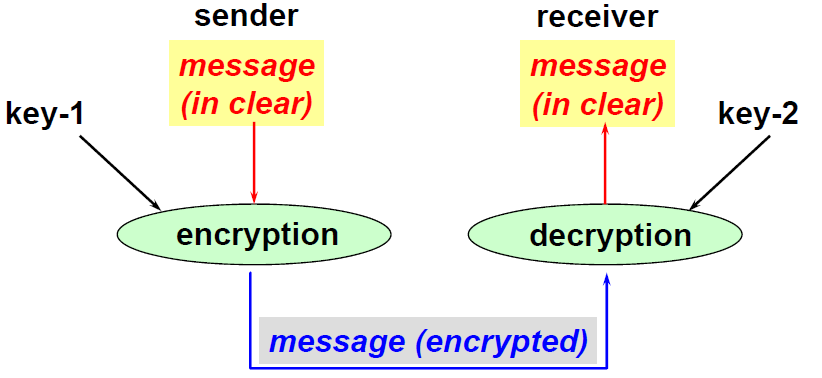 sender
receiver
message
(in clear)
message
(in clear)
key-1
key-2
encryption
decryption
message (encrypted)